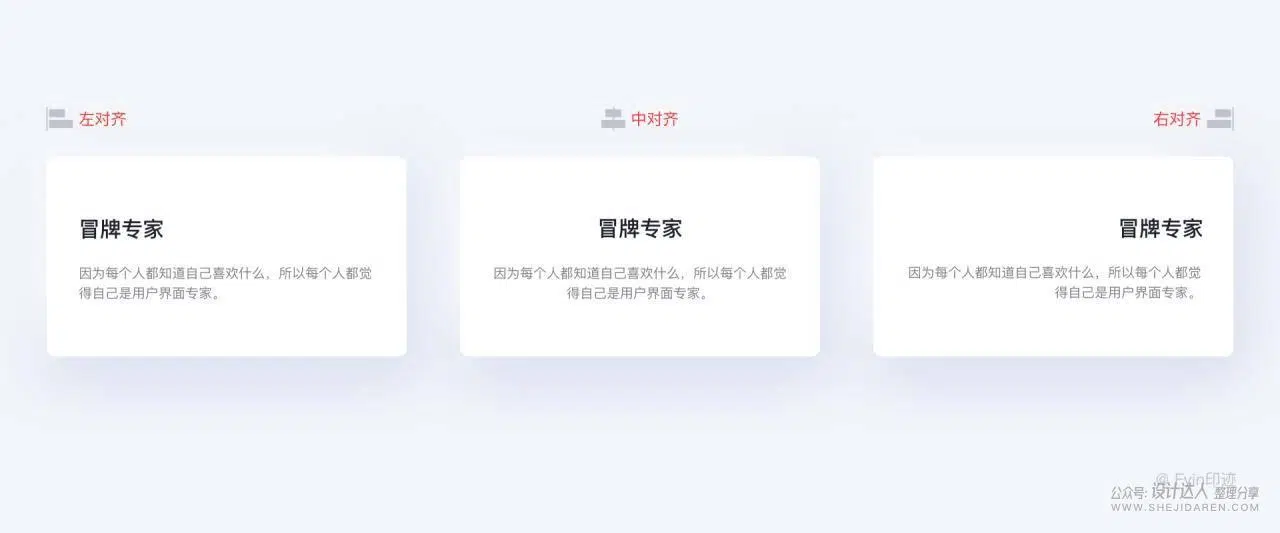 左对齐
中对齐
右对齐
冒牌专家
因为每个人都知道自己喜欢什么，所以每个人都觉
得自己是用户界面专家。
冒牌专家
因为每个人都知道自己喜欢什么，所以每个人都觉
得自己是用户界面专家。
冒牌专家
因为每个人都知道自己喜欢什么，所以每个人都觉
得自己是用户界面专家。
@ Evin印迹
公众号: 设计达人 整理分享
WWW.SHEJIDAREN.COM